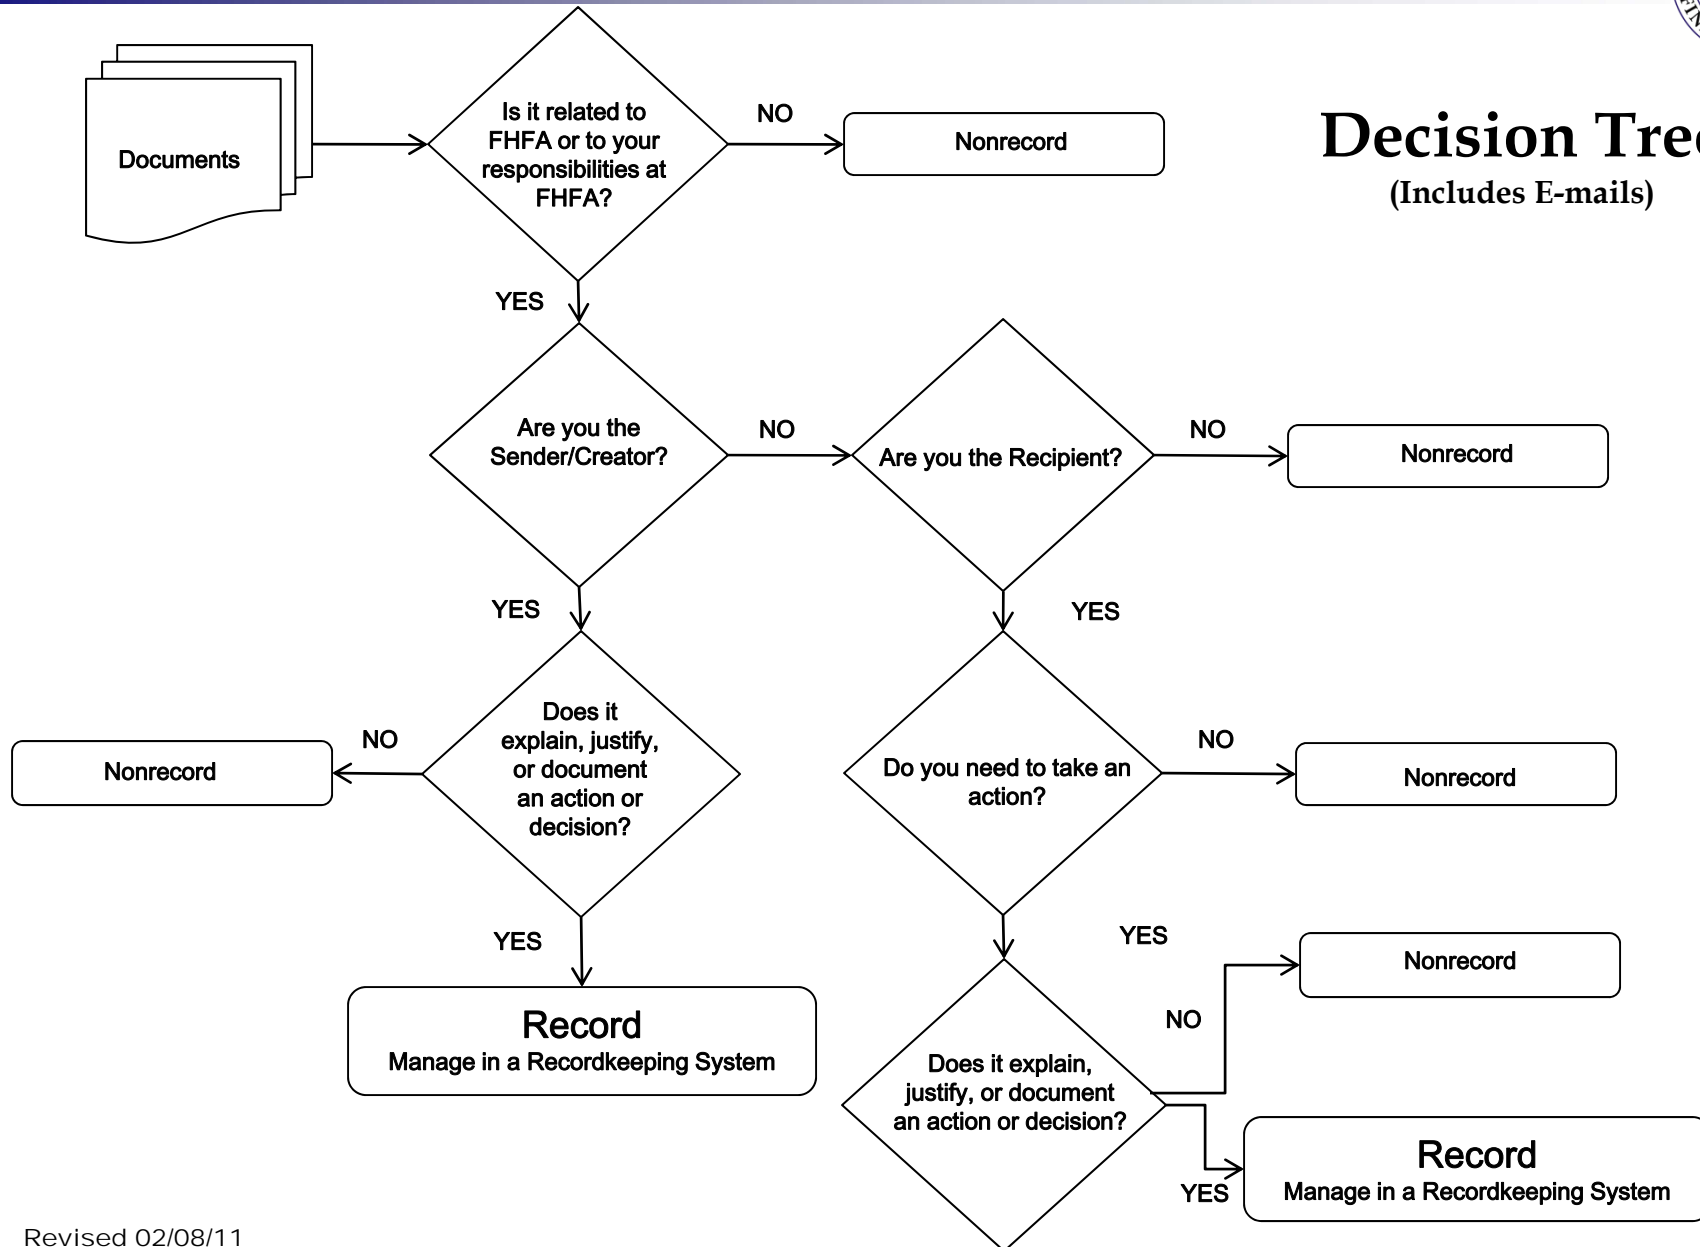 Documents
Is it related to
FHFA or to your
responsibilities at
FHFA?
NO
Nonrecord
Decision Tree
(Includes E-mails)
YES
Are you the
Sender/Creator?
NO
Are you the Recipient?
NO
Nonrecord
YES
YES
Does it
explain, justify,
or document
an action or
decision?
NO
Nonrecord
Do you need to take an
action?
NO
Nonrecord
YES
Record
Manage in a Recordkeeping System
YES
NO
Nonrecord
Does it explain,
justify, or document
an action or decision?
YES
Record
Manage in a Recordkeeping System
Revised 02/08/11